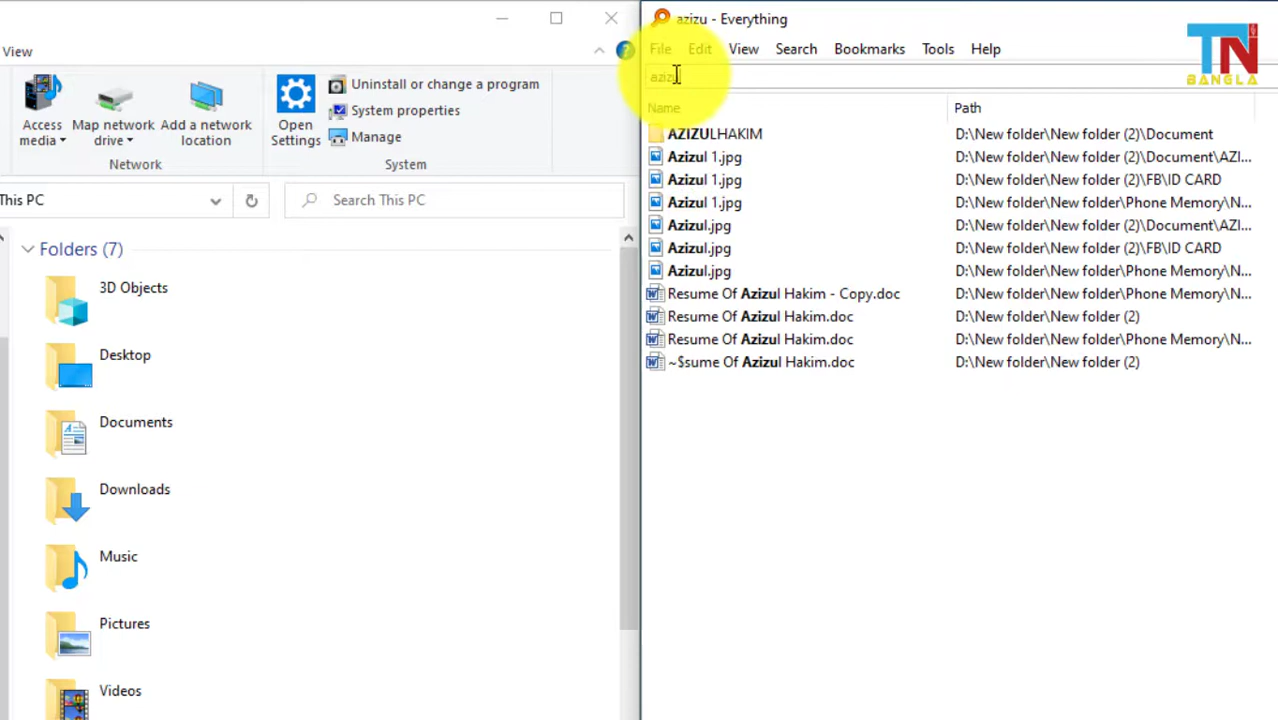 View
Access media
Map network drive
Add a network location
Network
Open Settings
Uninstall or change a program
System properties
Manage
System
This PC
Search This PC
Folders (7)
3D Objects
Desktop
Documents
Downloads
Music
Pictures
Videos
azizu - Everything
File Edit View Search Bookmarks Tools Help
azizu
Name Path
AZIZULHAKIM D:\New folder\New folder (2)\Document
Azizul 1.jpg D:\New folder\New folder (2)\Document\AZI...
Azizul 1.jpg D:\New folder\New folder (2)\FB\ID CARD
Azizul 1.jpg D:\New folder\New folder\Phone Memory\N...
Azizul.jpg D:\New folder\New folder (2)\Document\AZI...
Azizul.jpg D:\New folder\New folder (2)\FB\ID CARD
Azizul.jpg D:\New folder\New folder\Phone Memory\N...
Resume Of Azizul Hakim - Copy.doc D:\New folder\New folder\Phone Memory\N...
Resume Of Azizul Hakim.doc D:\New folder\New folder (2)
Resume Of Azizul Hakim.doc D:\New folder\New folder\Phone Memory\N...
~$sume Of Azizul Hakim.doc D:\New folder\New folder (2)
TN
BANGLA